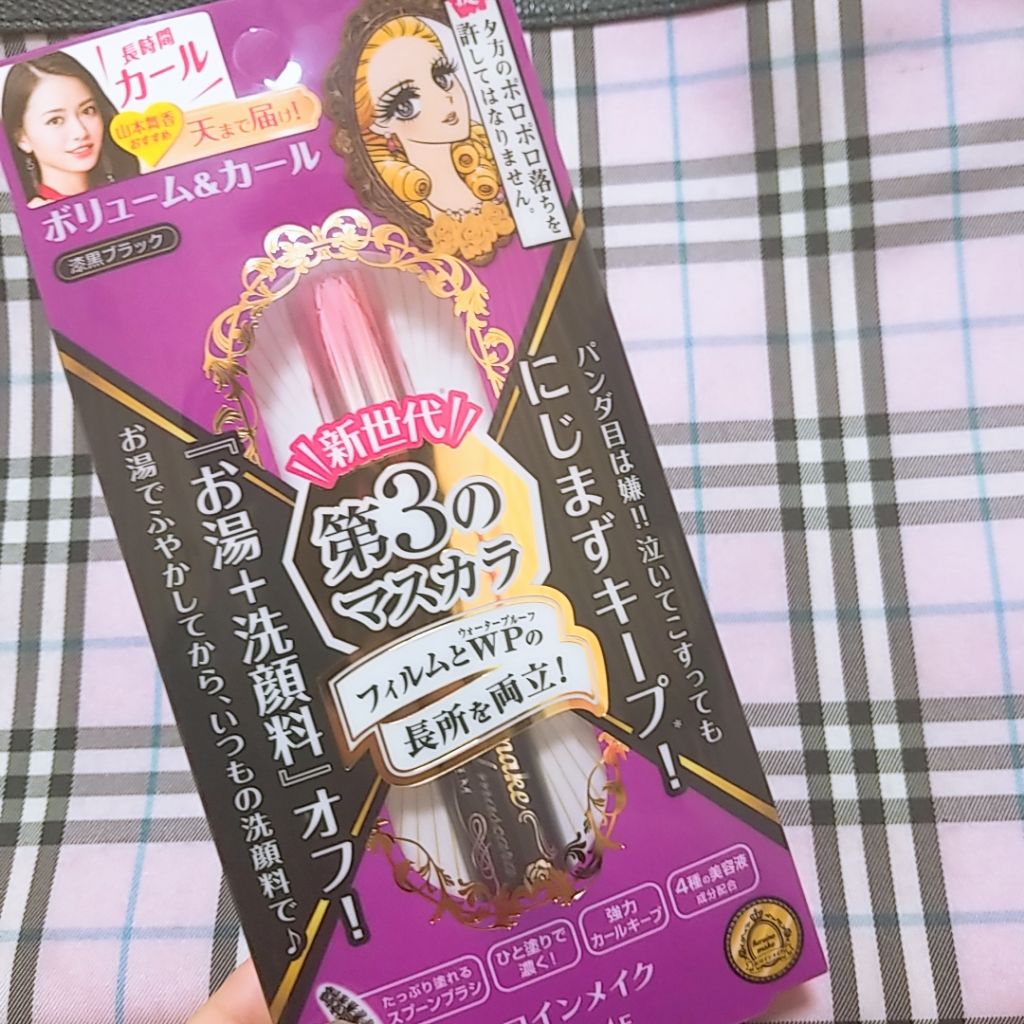 長時間
カール
山本舞香
おすすめ
天まで届け!
ボリューム&カール
漆黒ブラック
夕方のポロポロ落ちを
許してはなりません。
パンダ目は嫌!!泣いてこすっても
にじまずキープ*!
新世代
第3の
マスカラ
ウォータープルーフ
フィルムとWPの
長所を両立!
『お湯+洗顔料』オフ!
お湯でふやかしてから、いつもの洗顔料で♪
make
mascara
たっぷり塗れる
スプーンブラシ
ひと塗りで
濃く!
強力
カールキープ
4種の美容液
成分配合
インメイク